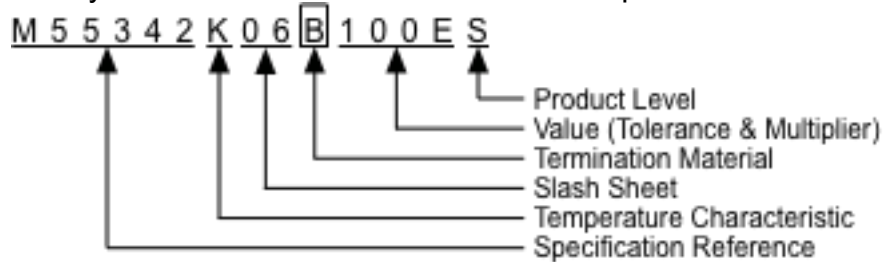 M55342K06B100ES
Product Level
Value (Tolerance & Multiplier)
Termination Material
Slash Sheet
Temperature Characteristic
Specification Reference